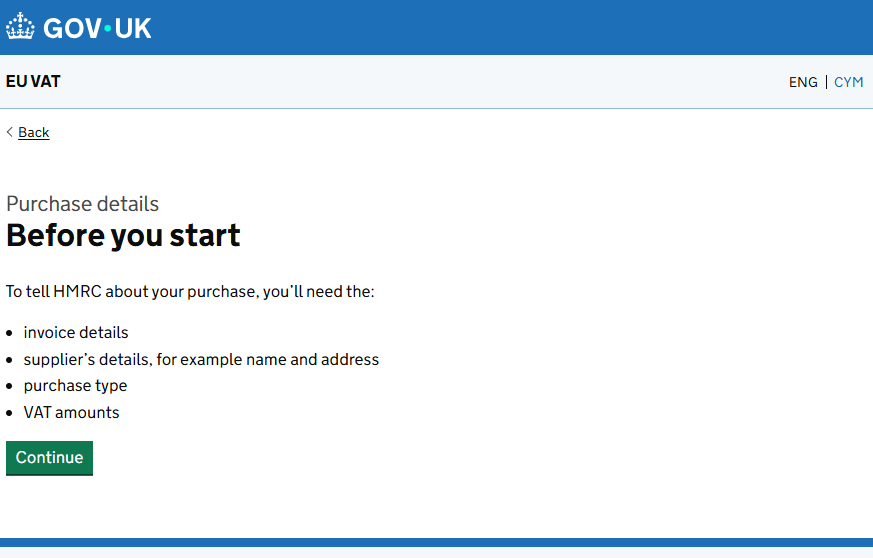 GOV·UK
EU VAT
ENG | CYM
Back
Purchase details
Before you start
To tell HMRC about your purchase, you’ll need the:
invoice details
supplier’s details, for example name and address
purchase type
VAT amounts
Continue